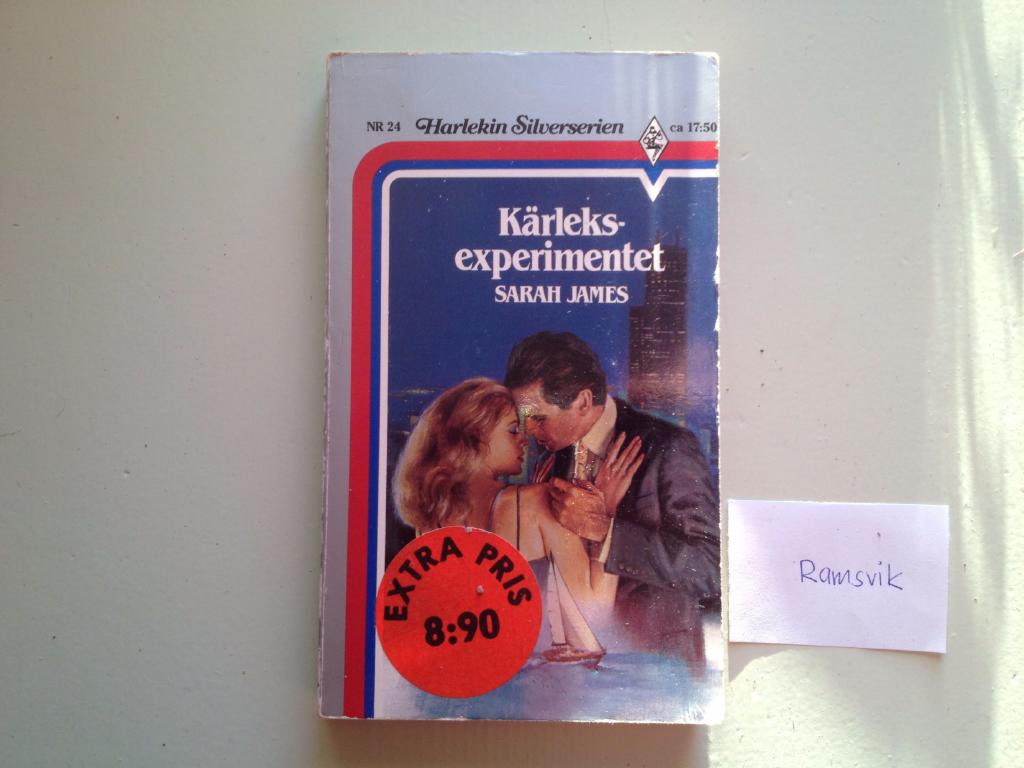 NR 24 Harlekin Silverserien ca 17:50
Kärleks-
experimentet
SARAH JAMES
EXTRA PRIS
8:90
Ramsvik